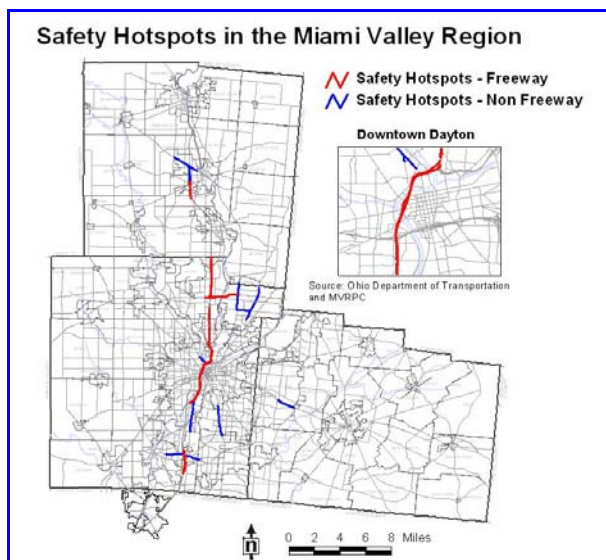 Safety Hotspots in the Miami Valley Region
Safety Hotspots - Freeway
Safety Hotspots - Non Freeway
Downtown Dayton
Source: Ohio Department of Transportation
and MVRPC
n
0 2 4 6 8 Miles